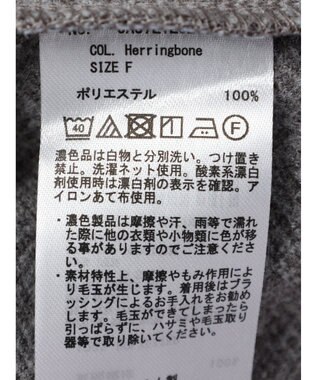 COL. Herringbone
SIZE F
ポリエステル 100%
40 F
濃色品は白物と分別洗い。つけ置き
禁止。洗濯ネット使用。酸素系漂白
剤使用時は漂白剤の表示を確認。ア
イロンあて布使用。
・濃色製品は摩擦や汗、雨等で濡れ
た際に他の衣類や小物類に色が移
る事がありますのでご注意くださ
い。
・素材特性上、摩擦やもみ作用によ
り毛玉が生じます。着用後はブラ
ッシングによるお手入れをお勧め
します。毛玉ができてしまったら
引っぱらずに、ハサミや毛玉取り
器等で取り除いてください。